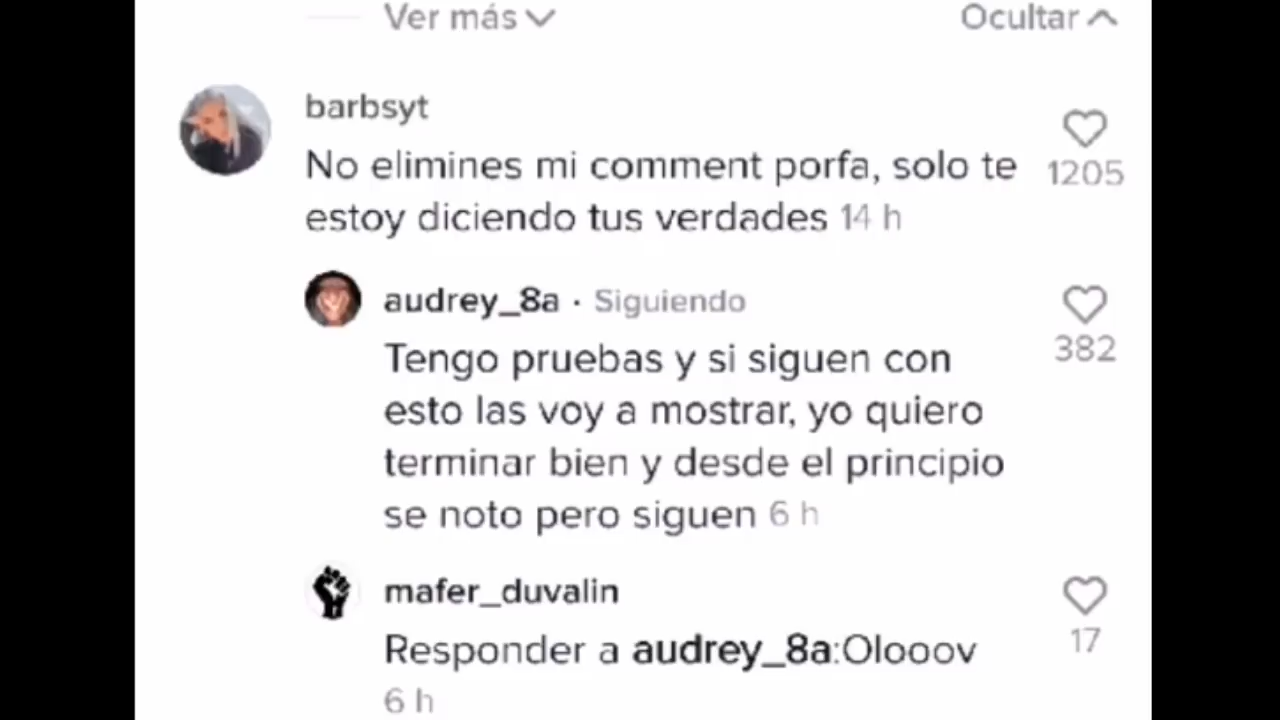 Ver más
Ocultar
barbsyt
No elimines mi comment porfa, solo te
1205
estoy diciendo tus verdades 14 h
audrey_8a · Siguiendo
Tengo pruebas y si siguen con
382
esto las voy a mostrar, yo quiero
terminar bien y desde el principio
se noto pero siguen 6 h
mafer_duvalin
Responder a audrey_8a:Olooov
17
6 h